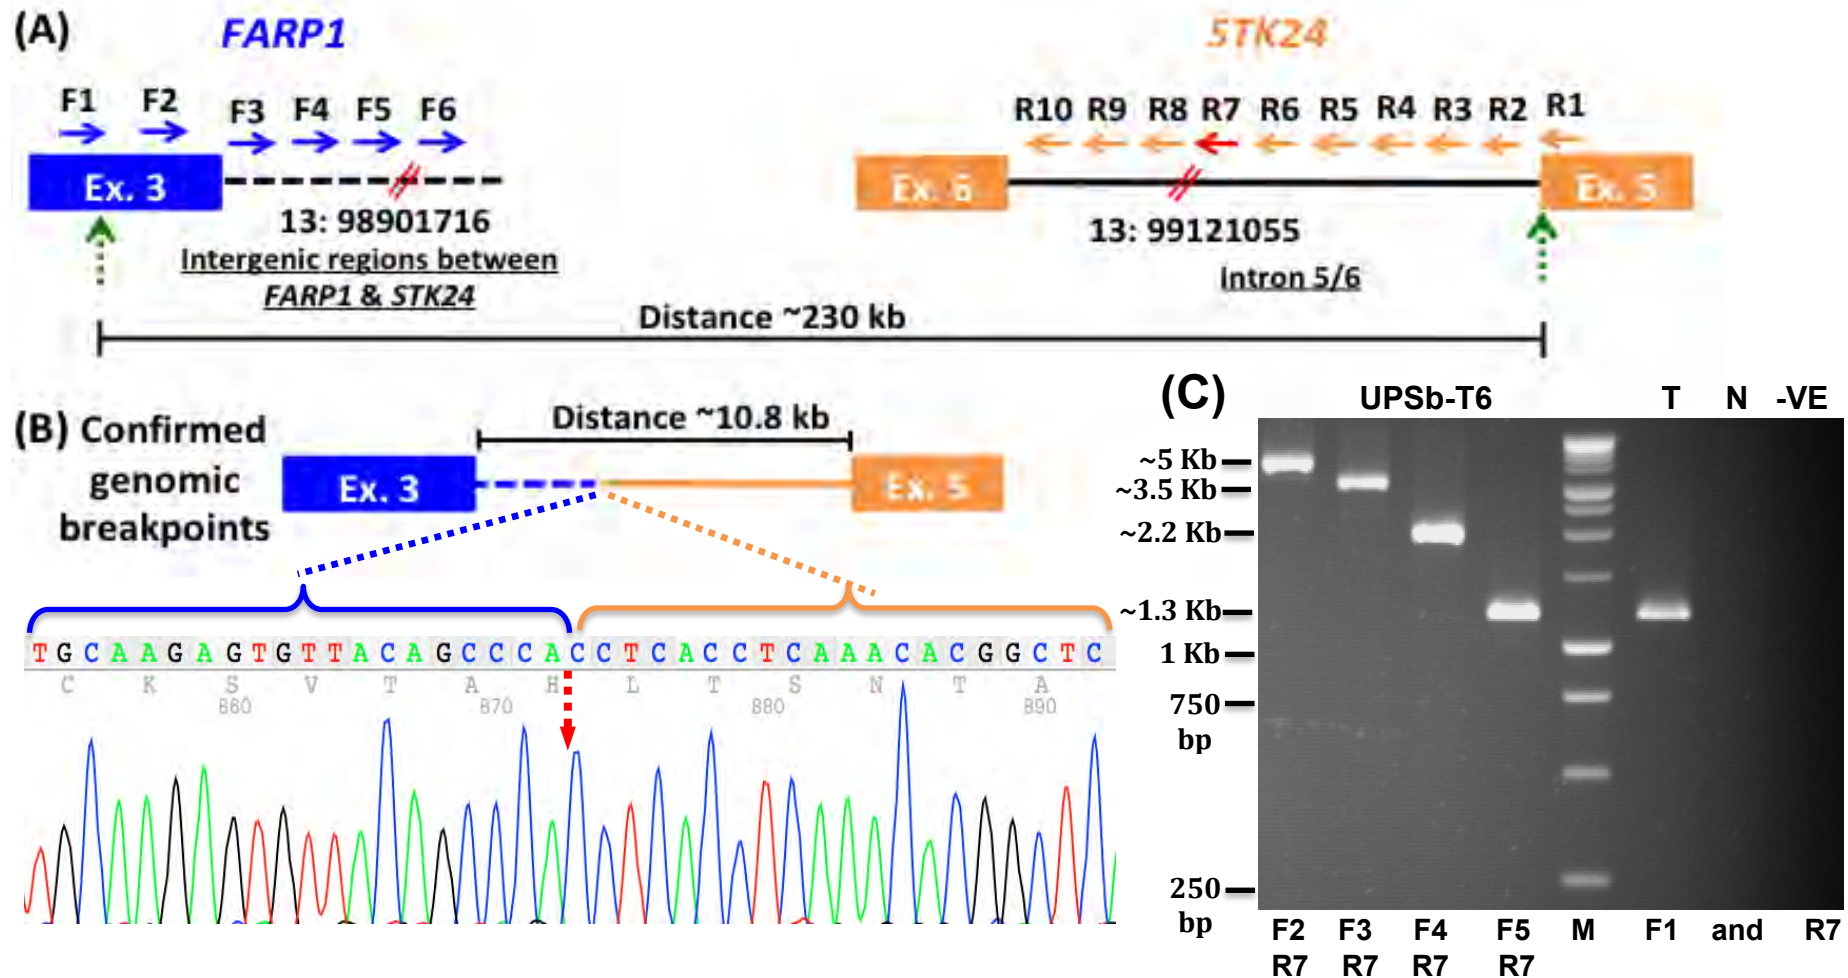 (A) FARP1 STK24
F1 F2 F3 F4 F5 F6 R10 R9 R8 R7 R6 R5 R4 R3 R2 R1
Ex. 3 Ex. 6 Ex. 5
13: 98901716 13: 99121055
Intergenic regions between
FARP1 & STK24
Intron 5/6
Distance ~230 kb
(B) Confirmed
genomic
breakpoints
Distance ~10.8 kb
Ex. 3 Ex. 5
TGCAAGAGTGTTACAGCCCACCTCACCTCAAACACGGCTC
C K S V T A H L T S N T A
860 870 880 890
(C) UPSb-T6 T N -VE
~5 Kb
~3.5 Kb
~2.2 Kb
~1.3 Kb
1 Kb
750
bp
250
bp
F2 F3 F4 F5 M F1 and R7
R7 R7 R7 R7